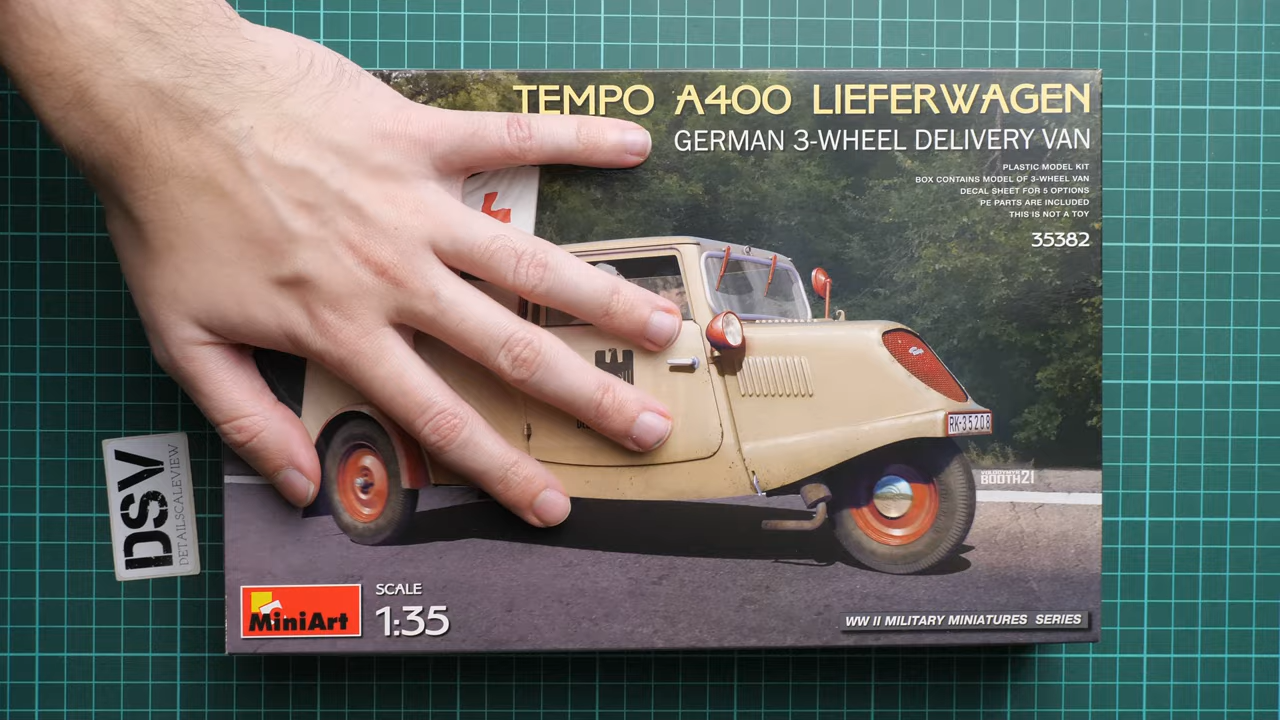 TEMPO A400 LIEFERWAGEN
GERMAN 3-WHEEL DELIVERY VAN
PLASTIC MODEL KIT
BOX CONTAINS MODEL OF 3-WHEEL VAN
DECAL SHEET FOR 5 OPTIONS
PE PARTS ARE INCLUDED
THIS IS NOT A TOY
35382
RK-35208
BOOTH21
DSV
DETAILSCALEVIEW
MiniArt
SCALE
1:35
WW II MILITARY MINIATURES SERIES